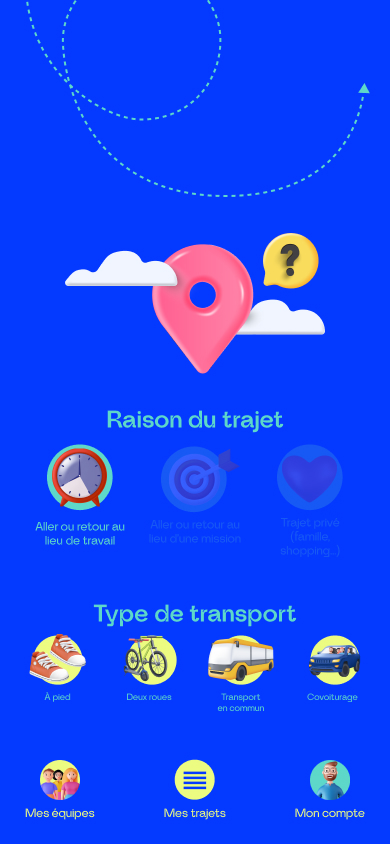 ?
Raison du trajet
Aller ou retour au
lieu de travail
Aller ou retour au
lieu d'une mission
Trajet privé
(famille,
shopping...)
Type de transport
À pied
Deux roues
Transport
en commun
Covoiturage
Mes équipes
Mes trajets
Mon compte